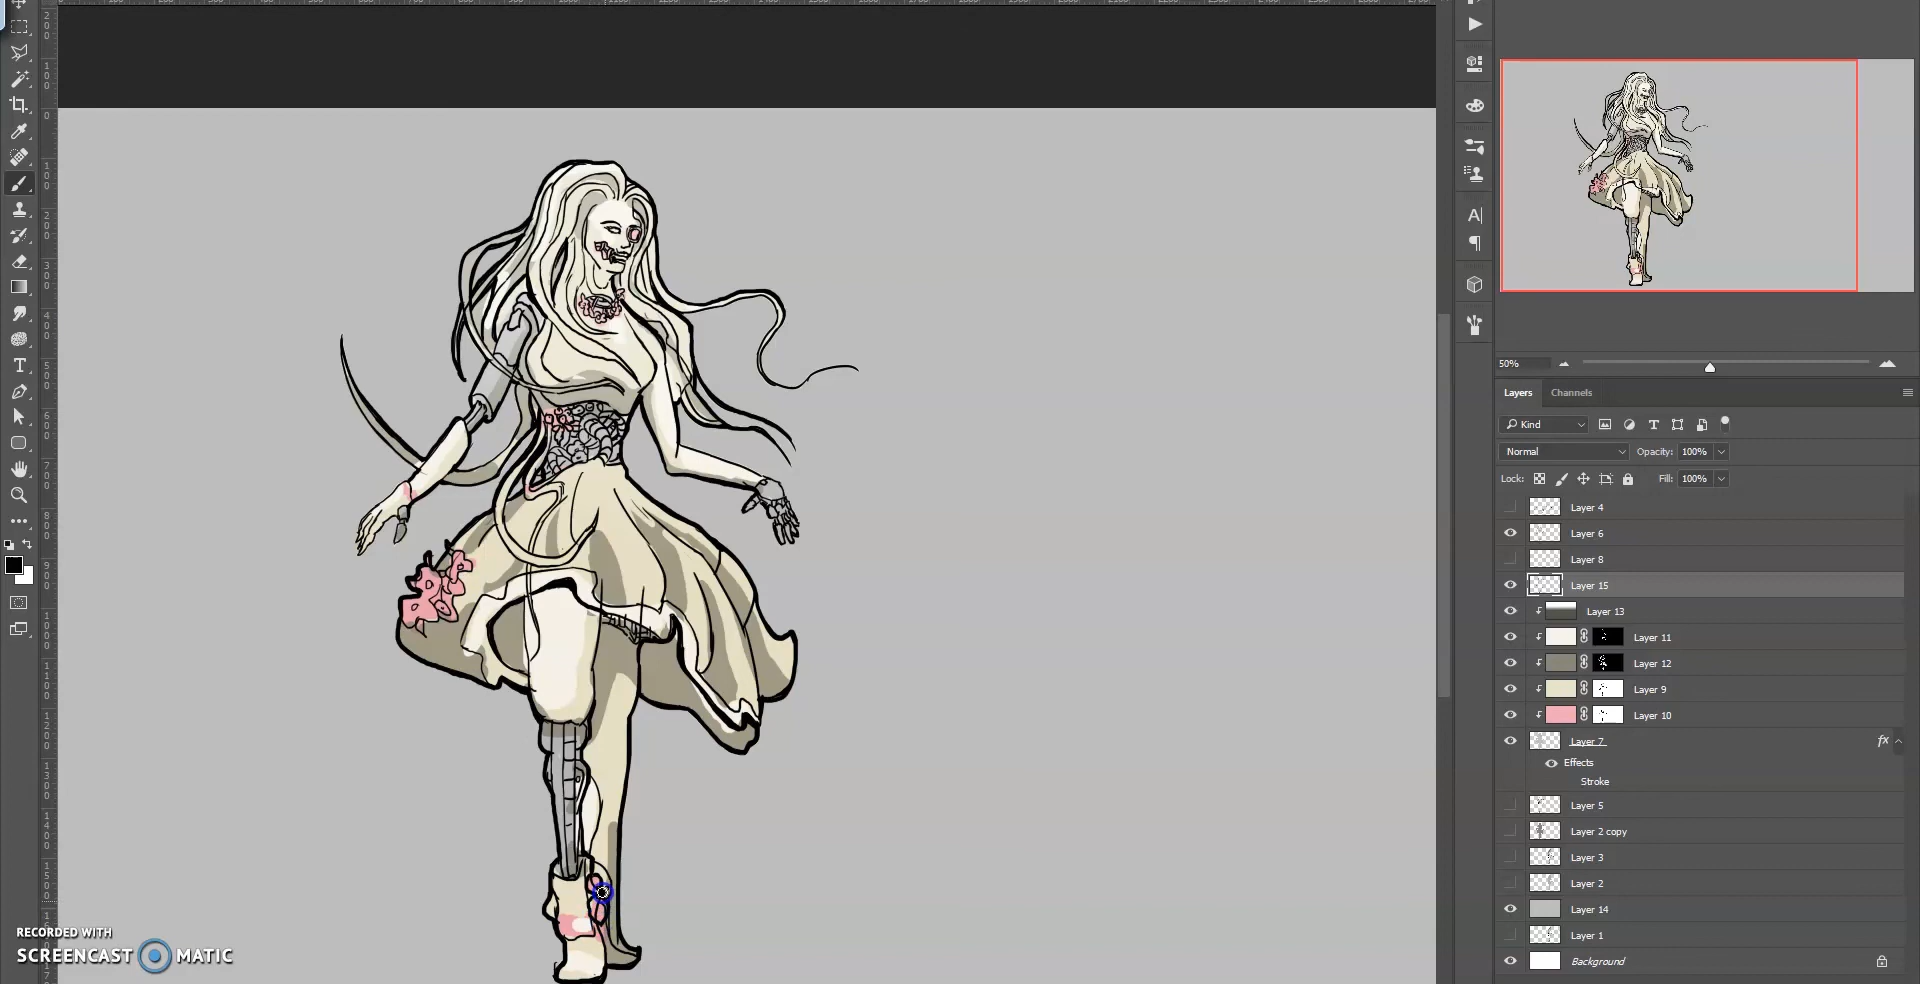 50%
Layers Channels
Kind
Normal Opacity: 100%
Lock: Fill: 100%
Layer 4
Layer 6
Layer 8
Layer 15
Layer 13
Layer 11
Layer 12
Layer 9
Layer 10
Layer 7 fx
Effects
Stroke
Layer 5
Layer 2 copy
Layer 3
Layer 2
Layer 14
Layer 1
Background
RECORDED WITH
SCREENCAST MATIC